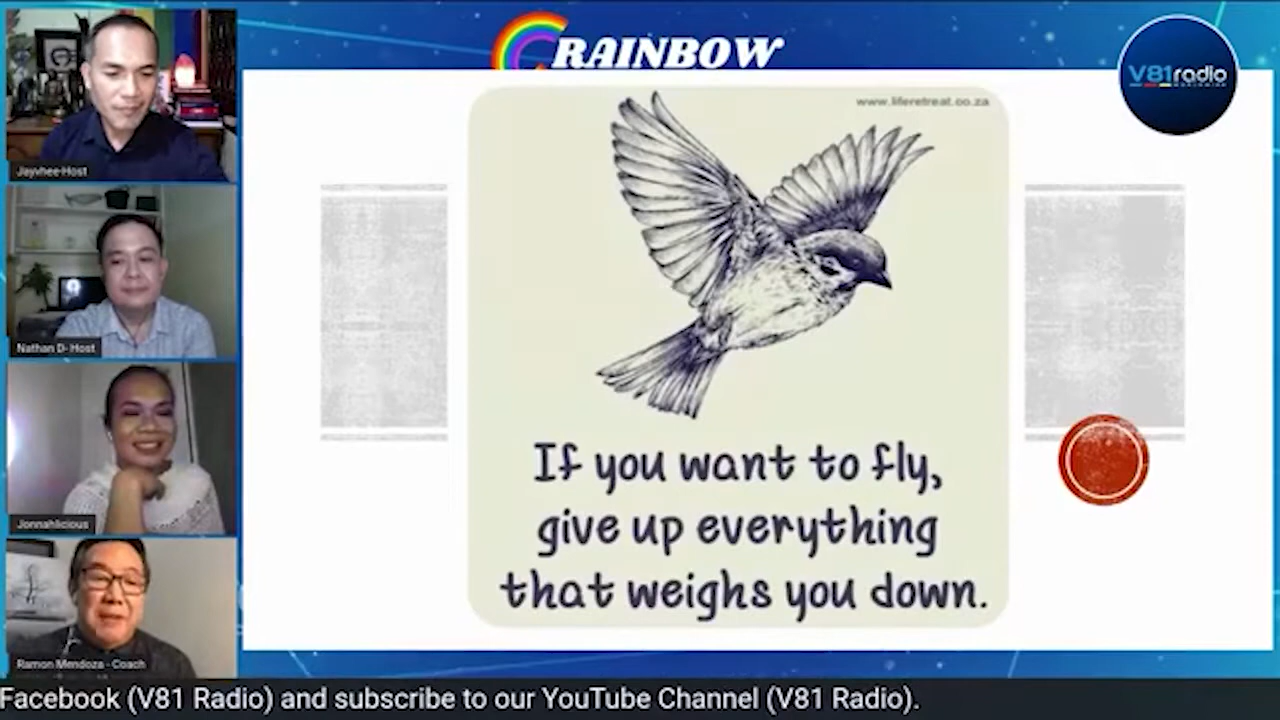 RAINBOW
V81radio
WORLDWIDE
www.liferetreat.co.za
If you want to fly,
give up everything
that weighs you down.
Jayvhee-Host
Nathan D- Host
Jonnahlicious
Ramon Mendoza - Coach
Facebook (V81 Radio) and subscribe to our YouTube Channel (V81 Radio).